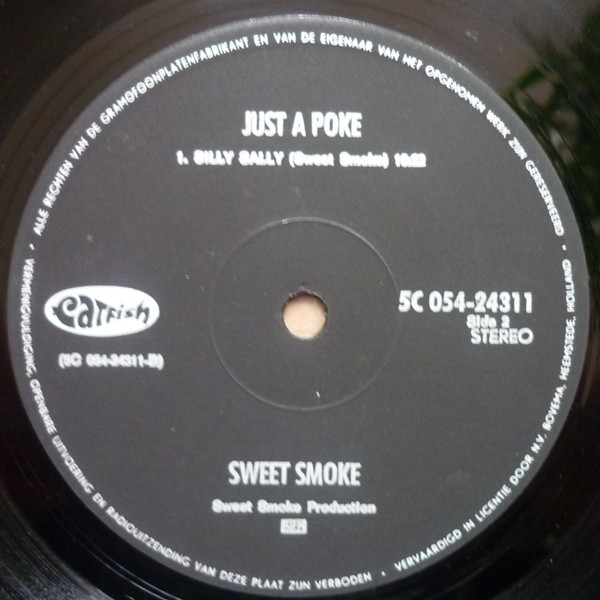 ALLE RECHTEN VAN DE GRAMOFOONPLATENFABRIKANT EN VAN DE EIGENAAR VAN HET OPGENOMEN WERK ZIJN GERESERVEERD
JUST A POKE
1. SILLY SALLY (Sweet Smoke) 16:22
Catfish
(5C 054-24311-B)
5C 054-24311
Side 2
STEREO
SWEET SMOKE
Sweet Smoke Production
VERMENIGVULDIGING, OPENBARE UITVOERING EN RADIOUITZENDING VAN DEZE PLAAT ZIJN VERBODEN • VERVAARDIGD IN LICENTIE DOOR N.V. BOVEMA, HEEMSTEDE, HOLLAND